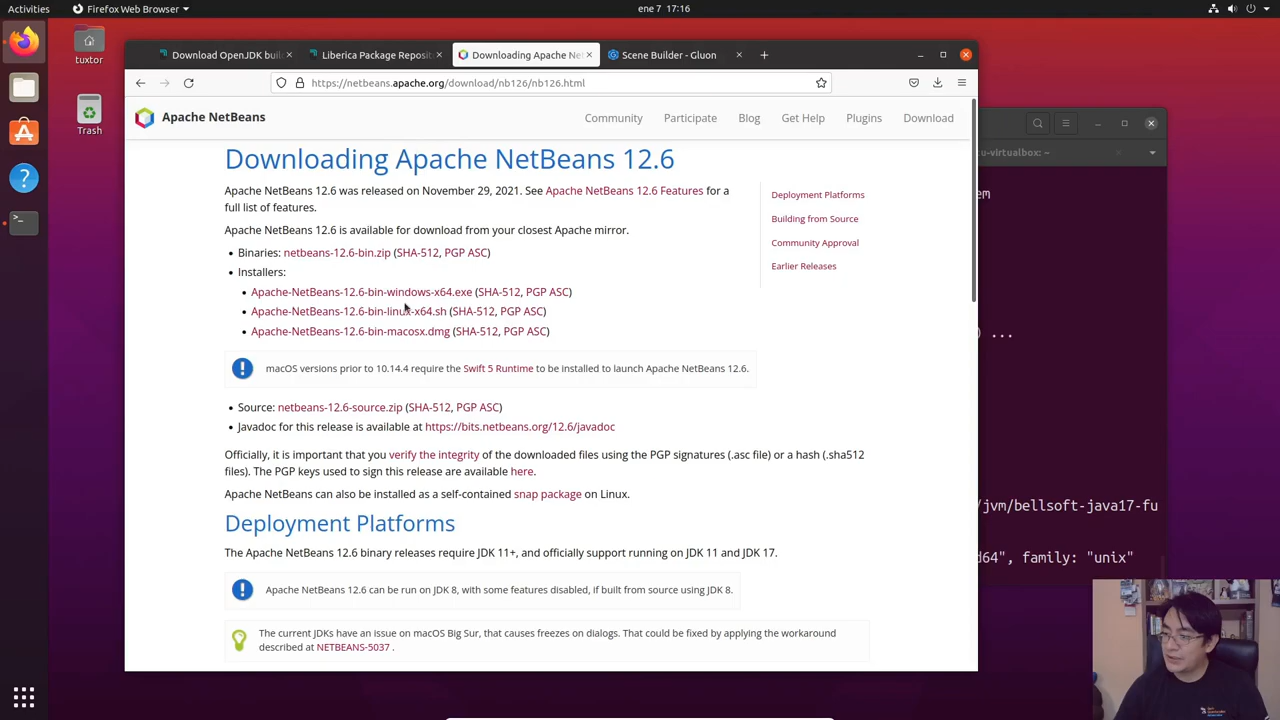 Activities
Firefox Web Browser
ene 7 17:16
tuxtor
Trash
Download OpenJDK buil
Liberica Package Reposit
Downloading Apache Net
Scene Builder - Gluon
https://netbeans.apache.org/download/nb126/nb126.html
Apache NetBeans
Community
Participate
Blog
Get Help
Plugins
Download
Downloading Apache NetBeans 12.6
Apache NetBeans 12.6 was released on November 29, 2021. See Apache NetBeans 12.6 Features for a
full list of features.
Apache NetBeans 12.6 is available for download from your closest Apache mirror.
• Binaries: netbeans-12.6-bin.zip (SHA-512, PGP ASC)
• Installers:
• Apache-NetBeans-12.6-bin-windows-x64.exe (SHA-512, PGP ASC)
• Apache-NetBeans-12.6-bin-linux-x64.sh (SHA-512, PGP ASC)
• Apache-NetBeans-12.6-bin-macosx.dmg (SHA-512, PGP ASC)
Deployment Platforms
Building from Source
Community Approval
Earlier Releases
macOS versions prior to 10.14.4 require the Swift 5 Runtime to be installed to launch Apache NetBeans 12.6.
• Source: netbeans-12.6-source.zip (SHA-512, PGP ASC)
• Javadoc for this release is available at https://bits.netbeans.org/12.6/javadoc
Officially, it is important that you verify the integrity of the downloaded files using the PGP signatures (.asc file) or a hash (.sha512
files). The PGP keys used to sign this release are available here.
Apache NetBeans can also be installed as a self-contained snap package on Linux.
Deployment Platforms
The Apache NetBeans 12.6 binary releases require JDK 11+, and officially support running on JDK 11 and JDK 17.
Apache NetBeans 12.6 can be run on JDK 8, with some features disabled, if built from source using JDK 8.
The current JDKs have an issue on macOS Big Sur, that causes freezes on dialogs. That could be fixed by applying the workaround
described at NETBEANS-5037 .
u-virtualbox: ~
em
) ...
/jvm/bellsoft-java17-fu
d64", family: "unix"